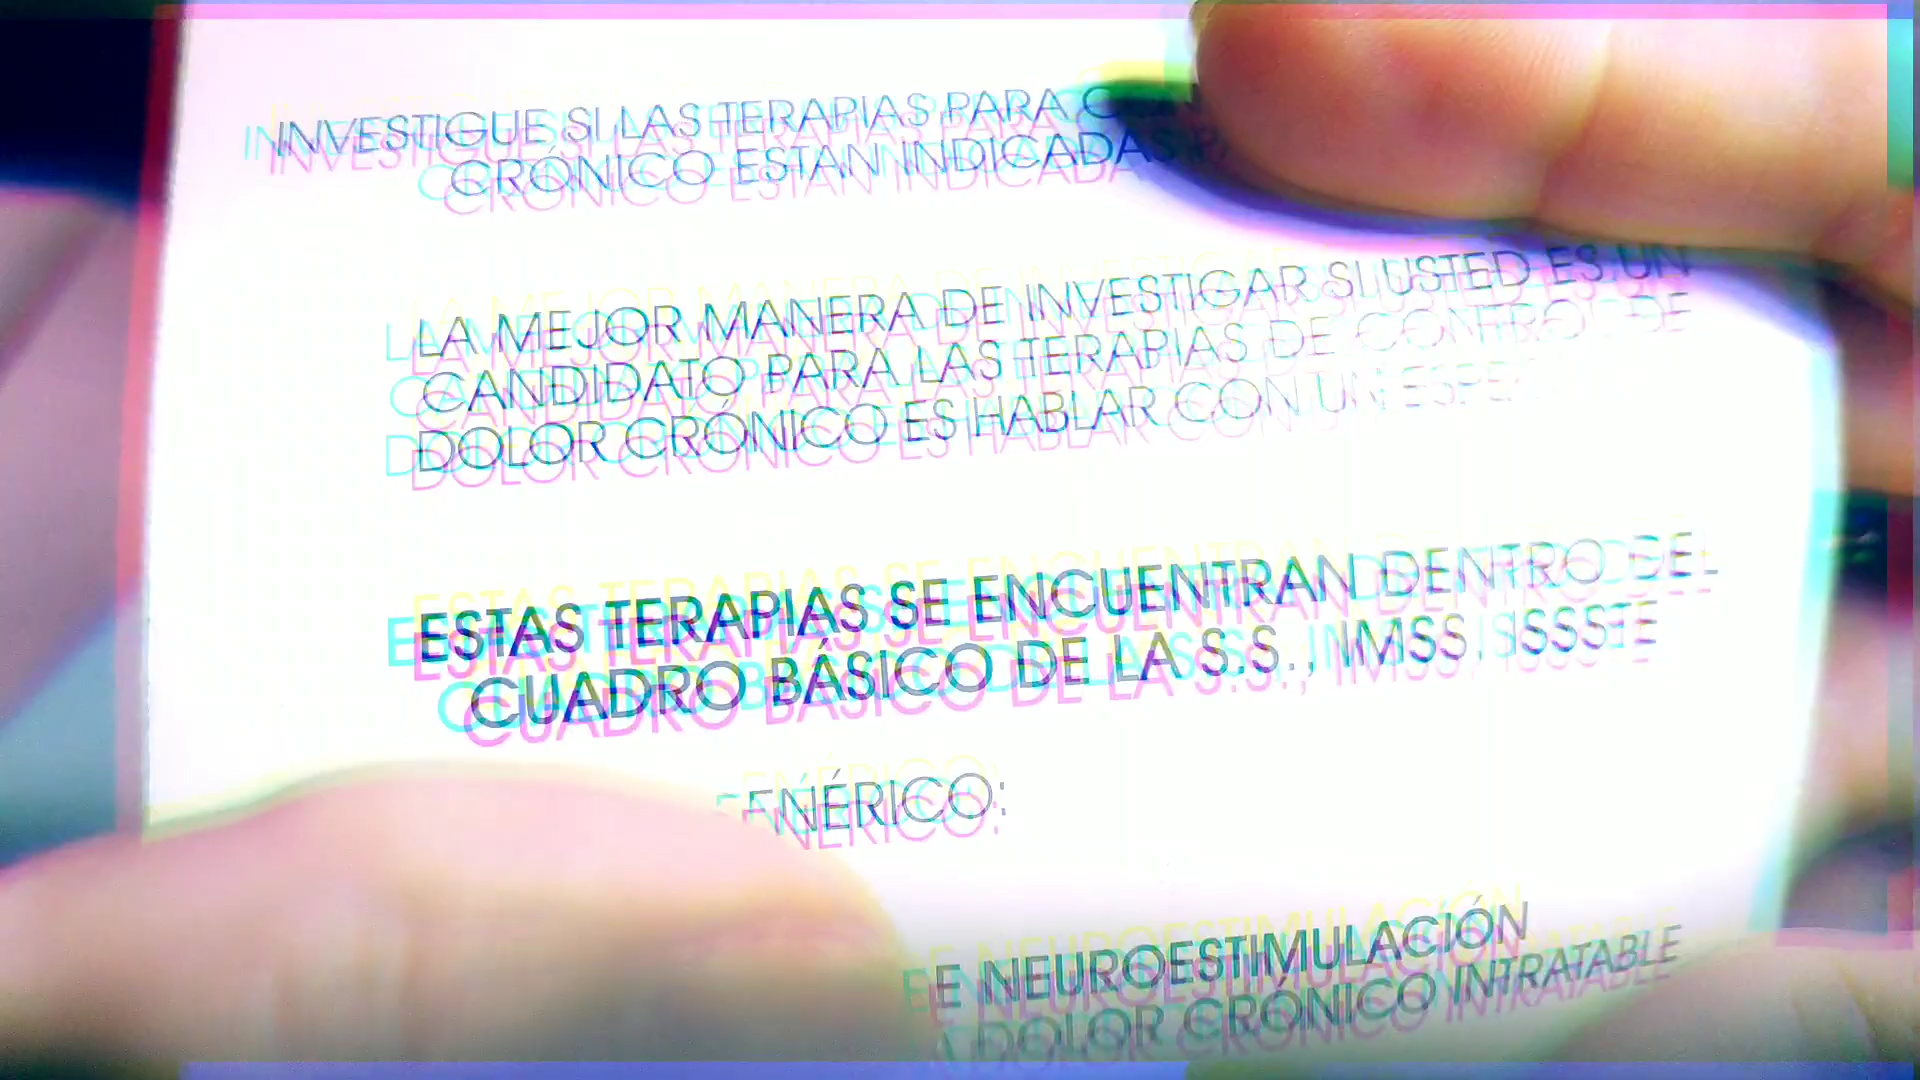 INVESTIGUE SI LAS TERAPIAS PARA
CRÓNICO ESTAN INDICADAS
LA MEJOR MANERA DE INVESTIGAR SI USTED ES UN
CANDIDATO PARA LAS TERAPIAS DE CONTROL DE
DOLOR CRÓNICO ES HABLAR CON UN
ESTAS TERAPIAS SE ENCUENTRAN DENTRO DEL
CUADRO BÁSICO DE LA S.S., IMSS, ISSSTE
NEUROESTIMULACIÓN
DOLOR CRÓNICO INTRATABLE